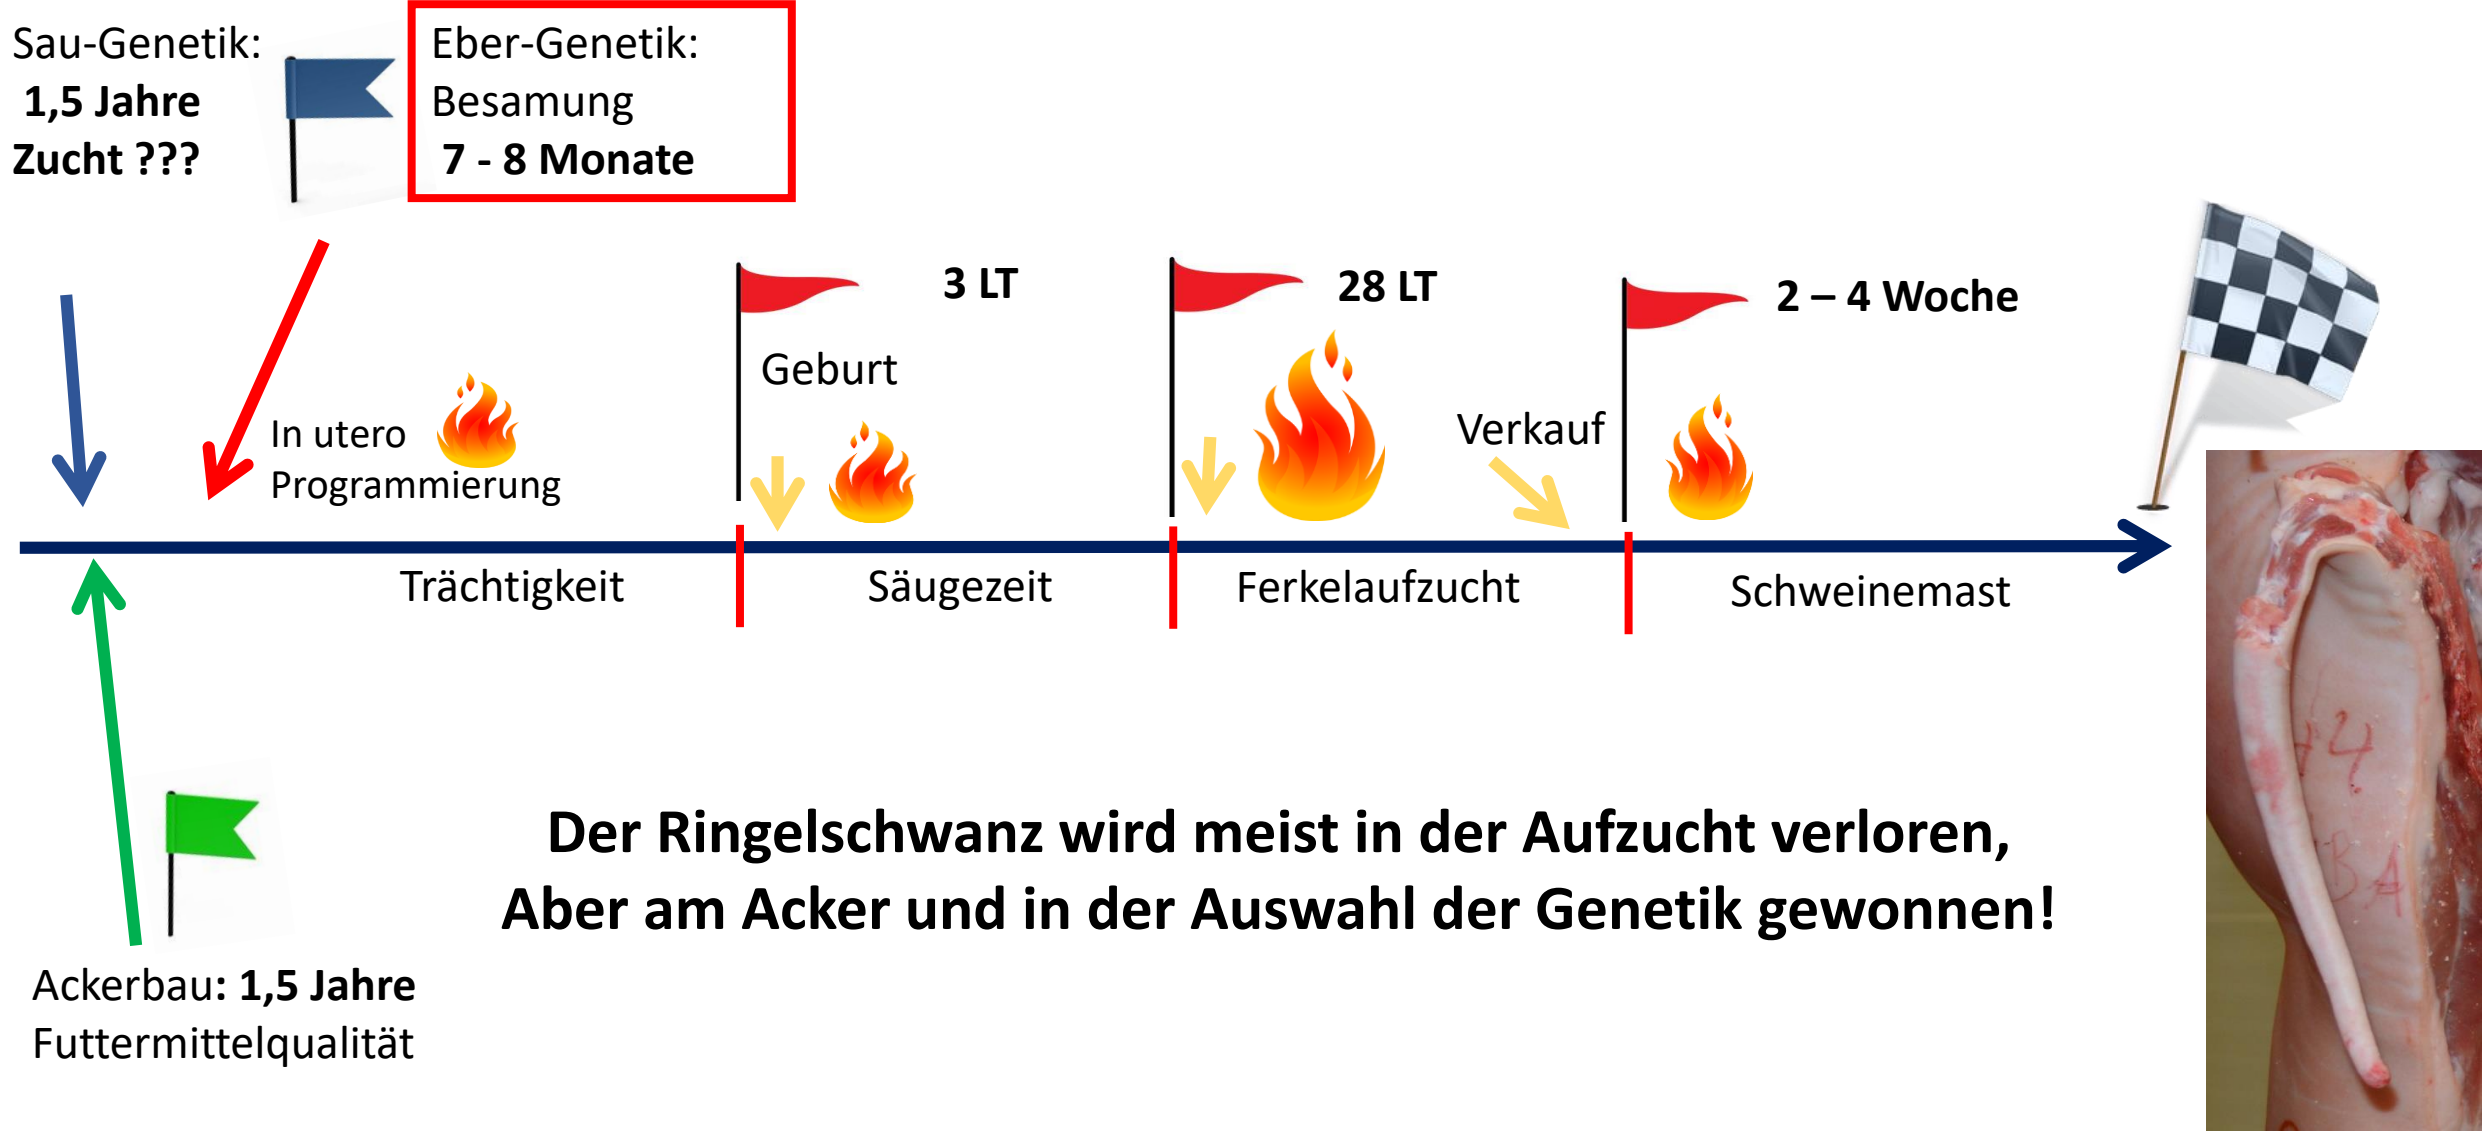 Sau-Genetik:
1,5 Jahre
Zucht ???
Eber-Genetik:
Besamung
7 - 8 Monate
3 LT
28 LT
2 – 4 Woche
Geburt
In utero
Programmierung
Verkauf
Trächtigkeit
Säugezeit
Ferkelaufzucht
Schweinemast
Der Ringelschwanz wird meist in der Aufzucht verloren,
Aber am Acker und in der Auswahl der Genetik gewonnen!
Ackerbau: 1,5 Jahre
Futtermittelqualität
4
BA